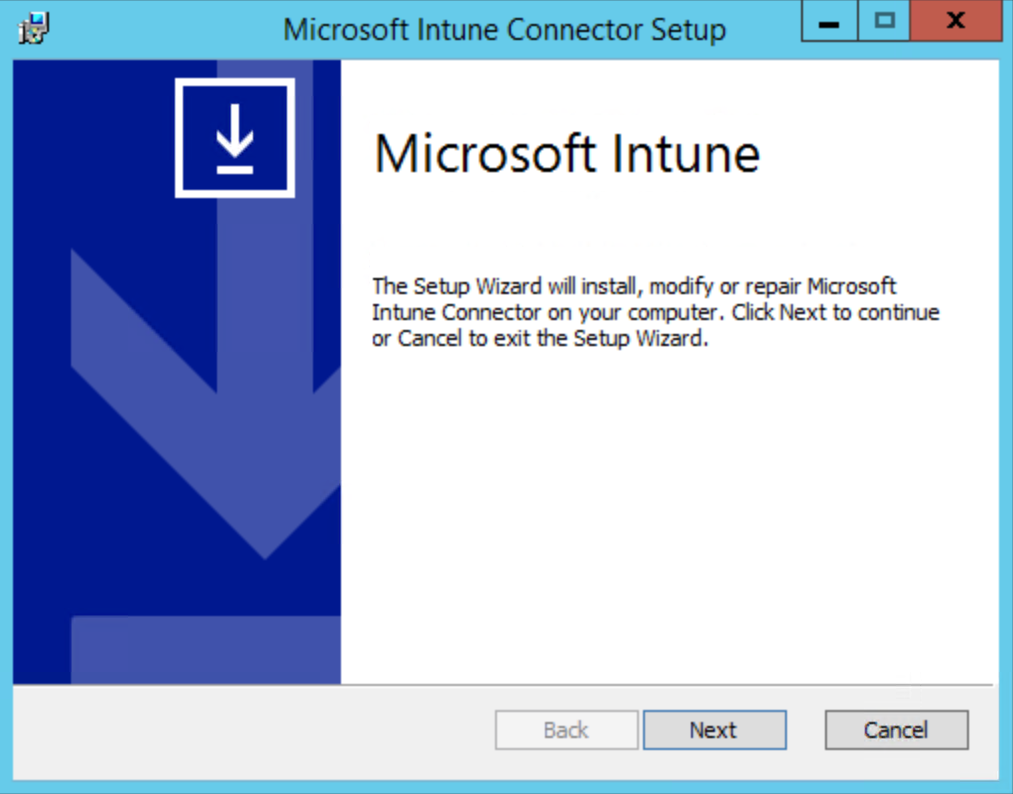 Microsoft Intune Connector Setup
Microsoft Intune
The Setup Wizard will install, modify or repair Microsoft
Intune Connector on your computer. Click Next to continue
or Cancel to exit the Setup Wizard.
Back Next Cancel